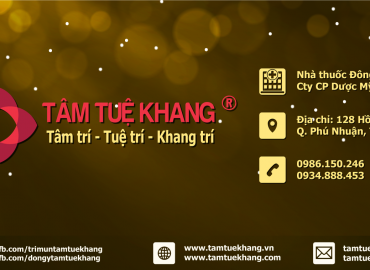 TÂM TUỆ KHANG ®
Tâm trí - Tuệ trí - Khang trí
Nhà thuốc Đông
Cty CP Dược Mỹ
Địa chỉ: 128 Hồ
Q. Phú Nhuận,
0986.150.246
0934.888.453
fb.com/trimuntamtuekhang
fb.com/dongytamtuekhang
www.tamtuekhang.vn
www.tamtuekhang.com
tamtu
tamtue